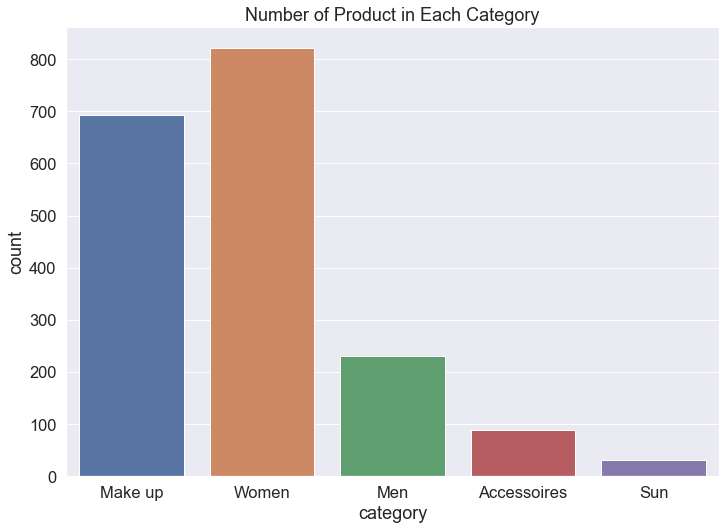 Number of Product in Each Category
count
800
700
600
500
400
300
200
100
0
Make up Women Men Accessoires Sun
category